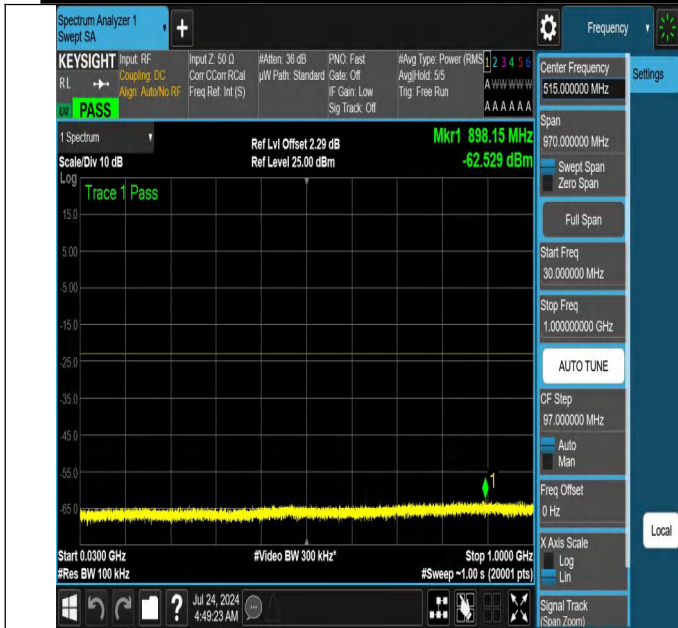 Spectrum Analyzer 1
Swept SA
+
Frequency
KEYSIGHT
RL
PASS
Input: RF
Coupling: DC
Align: Auto/No RF
Input Z: 50 Ω
Corr CCorr RCal
Freq Ref: Int (S)
#Atten: 36 dB
µW Path: Standard
PNO: Fast
Gate: Off
IF Gain: Low
Sig Track: Off
#Avg Type: Power (RMS
Avg|Hold: 5/5
Trig: Free Run
1 2 3 4 5 6
A W W W W W
A A A A A A
1 Spectrum
Scale/Div 10 dB
Ref Lvl Offset 2.29 dB
Ref Level 25.00 dBm
Mkr1 898.15 MHz
-62.529 dBm
Log
Trace 1 Pass
15.0
5.00
-5.00
-15.0
-25.0
-35.0
-45.0
-55.0
-65.0
1
Start 0.0300 GHz
#Res BW 100 kHz
#Video BW 300 kHz*
Stop 1.0000 GHz
#Sweep ~1.00 s (20001 pts)
Center Frequency
515.000000 MHz
Settings
Span
970.000000 MHz
Swept Span
Zero Span
Full Span
Start Freq
30.000000 MHz
Stop Freq
1.000000000 GHz
AUTO TUNE
CF Step
97.000000 MHz
Auto
Man
Freq Offset
0 Hz
X Axis Scale
Log
Lin
Local
Signal Track
(Span Zoom)
?
Jul 24, 2024
4:49:23 AM